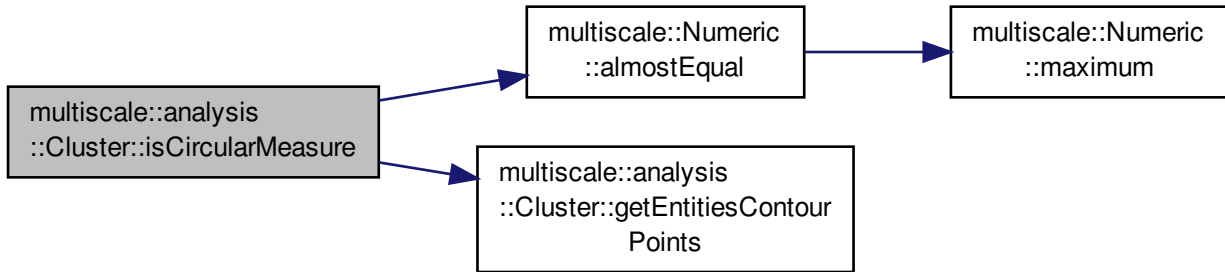 multiscale::analysis
::Cluster::isCircularMeasure
multiscale::Numeric
::almostEqual
multiscale::Numeric
::maximum
multiscale::analysis
::Cluster::getEntitiesContour
Points